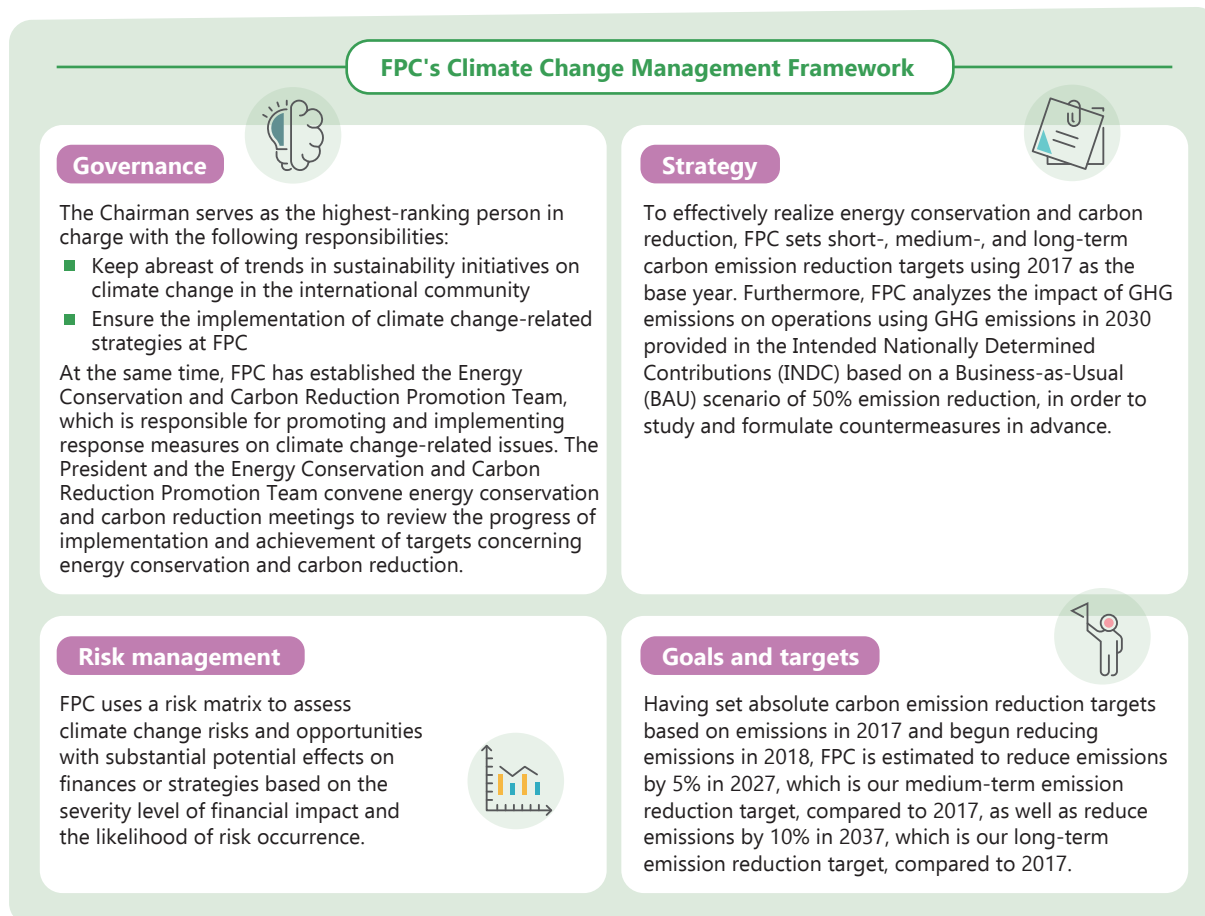 FPC's Climate Change Management Framework
Governance
The Chairman serves as the highest-ranking person in
charge with the following responsibilities:
Keep abreast of trends in sustainability initiatives on
climate change in the international community
Ensure the implementation of climate change-related
strategies at FPC
At the same time, FPC has established the Energy
Conservation and Carbon Reduction Promotion Team,
which is responsible for promoting and implementing
response measures on climate change-related issues. The
President and the Energy Conservation and Carbon
Reduction Promotion Team convene energy conservation
and carbon reduction meetings to review the progress of
implementation and achievement of targets concerning
energy conservation and carbon reduction.
Strategy
To effectively realize energy conservation and carbon
reduction, FPC sets short-, medium-, and long-term
carbon emission reduction targets using 2017 as the
base year. Furthermore, FPC analyzes the impact of GHG
emissions on operations using GHG emissions in 2030
provided in the Intended Nationally Determined
Contributions (INDC) based on a Business-as-Usual
(BAU) scenario of 50% emission reduction, in order to
study and formulate countermeasures in advance.
Risk management
FPC uses a risk matrix to assess
climate change risks and opportunities
with substantial potential effects on
finances or strategies based on the
severity level of financial impact and
the likelihood of risk occurrence.
Goals and targets
Having set absolute carbon emission reduction targets
based on emissions in 2017 and begun reducing
emissions in 2018, FPC is estimated to reduce emissions
by 5% in 2027, which is our medium-term emission
reduction target, compared to 2017, as well as reduce
emissions by 10% in 2037, which is our long-term
emission reduction target, compared to 2017.